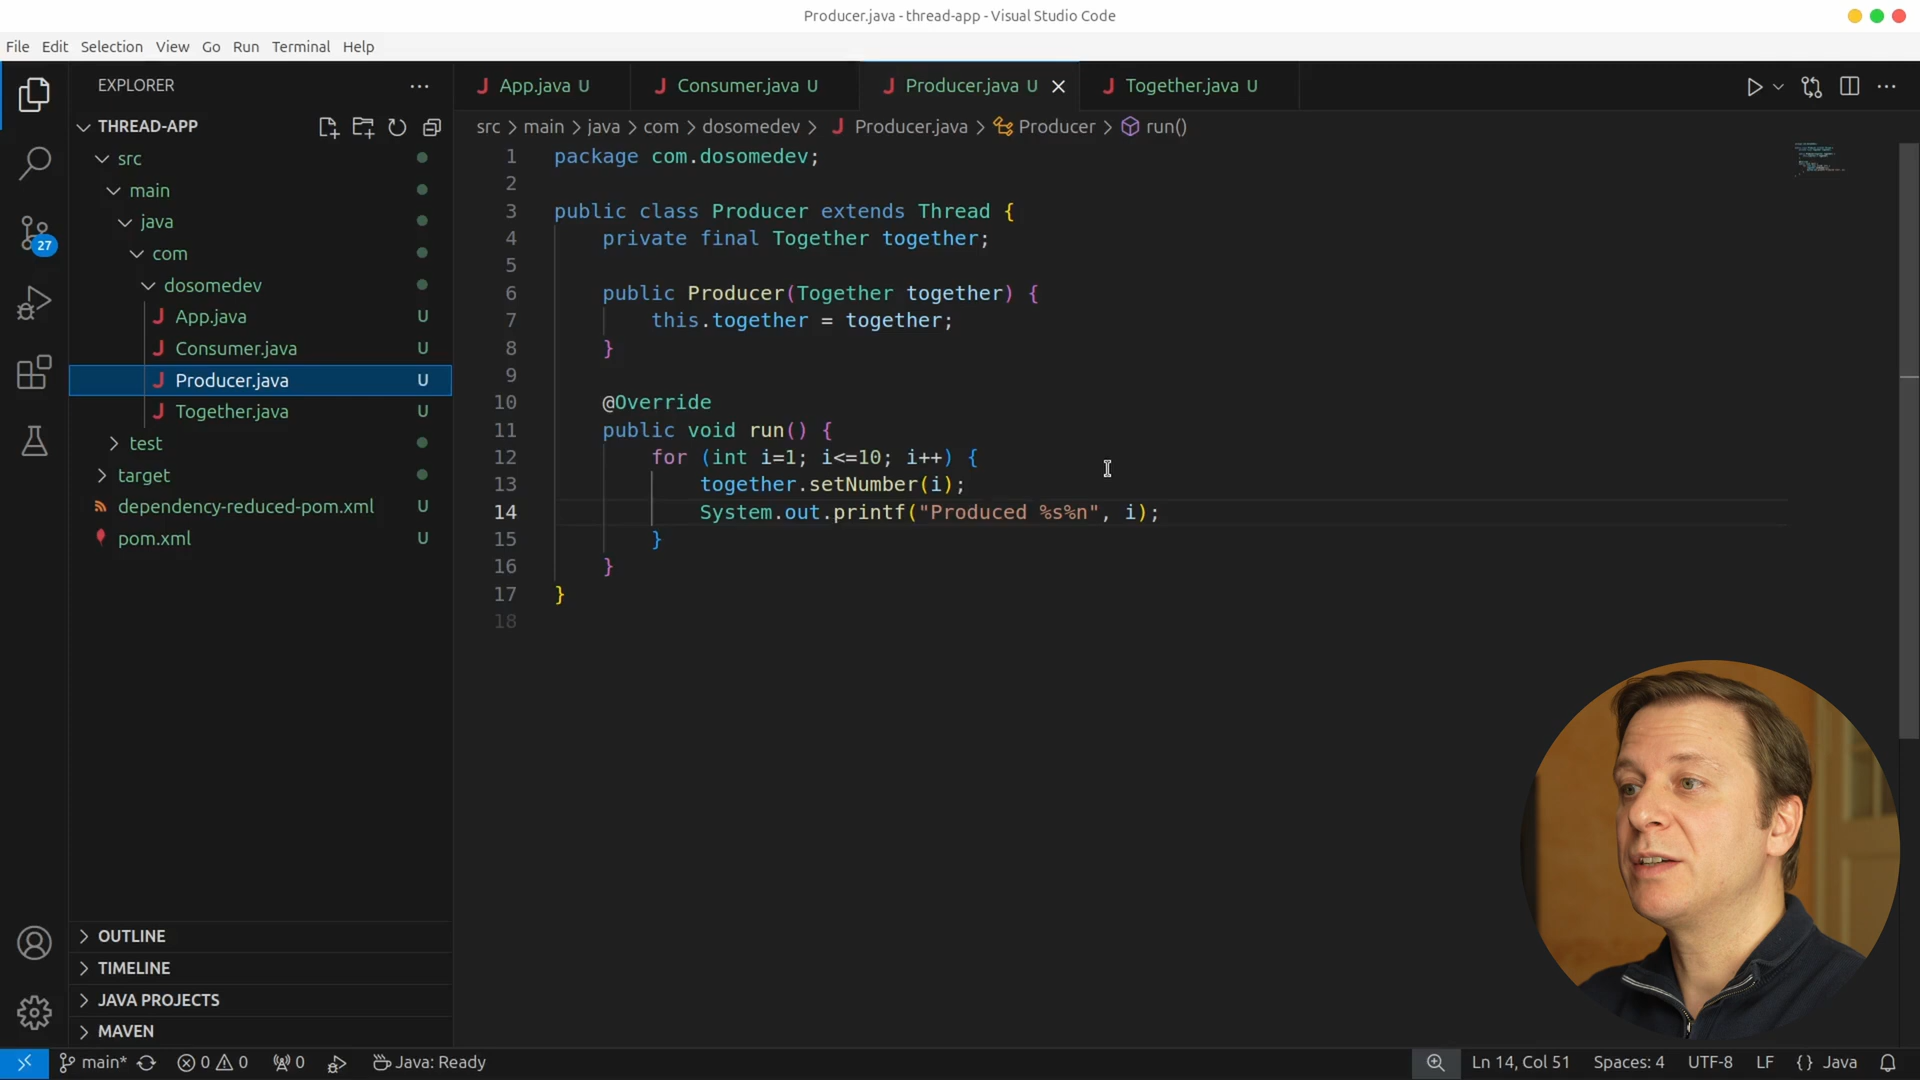 Producer.java - thread-app - Visual Studio Code
File Edit Selection View Go Run Terminal Help
EXPLORER
THREAD-APP
src
main
java
com
dosomedev
App.java U
Consumer.java U
Producer.java U
Together.java U
test
target
dependency-reduced-pom.xml U
pom.xml U
27
OUTLINE
TIMELINE
JAVA PROJECTS
MAVEN
App.java U Consumer.java U Producer.java U Together.java U
src > main > java > com > dosomedev > Producer.java > Producer > run()
1 package com.dosomedev;
2
3 public class Producer extends Thread {
4 private final Together together;
5
6 public Producer(Together together) {
7 this.together = together;
8 }
9
10 @Override
11 public void run() {
12 for (int i=1; i<=10; i++) {
13 together.setNumber(i);
14 System.out.printf("Produced %s%n", i);
15 }
16 }
17 }
18
main* 0 0 0 Java: Ready Ln 14, Col 51 Spaces: 4 UTF-8 LF {} Java